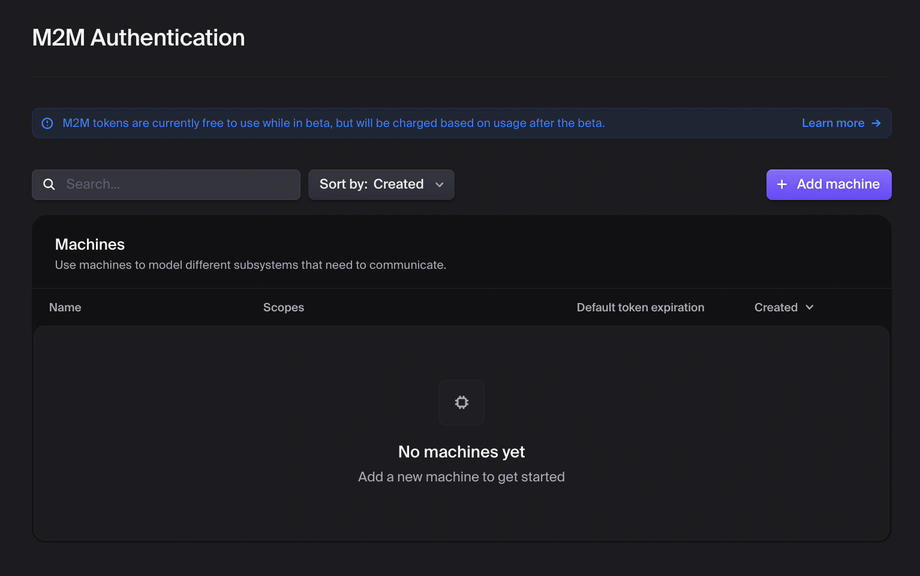 M2M Authentication
M2M tokens are currently free to use while in beta, but will be charged based on usage after the beta.
Learn more →
Search...
Sort by: Created
+ Add machine
Machines
Use machines to model different subsystems that need to communicate.
Name
Scopes
Default token expiration
Created
No machines yet
Add a new machine to get started